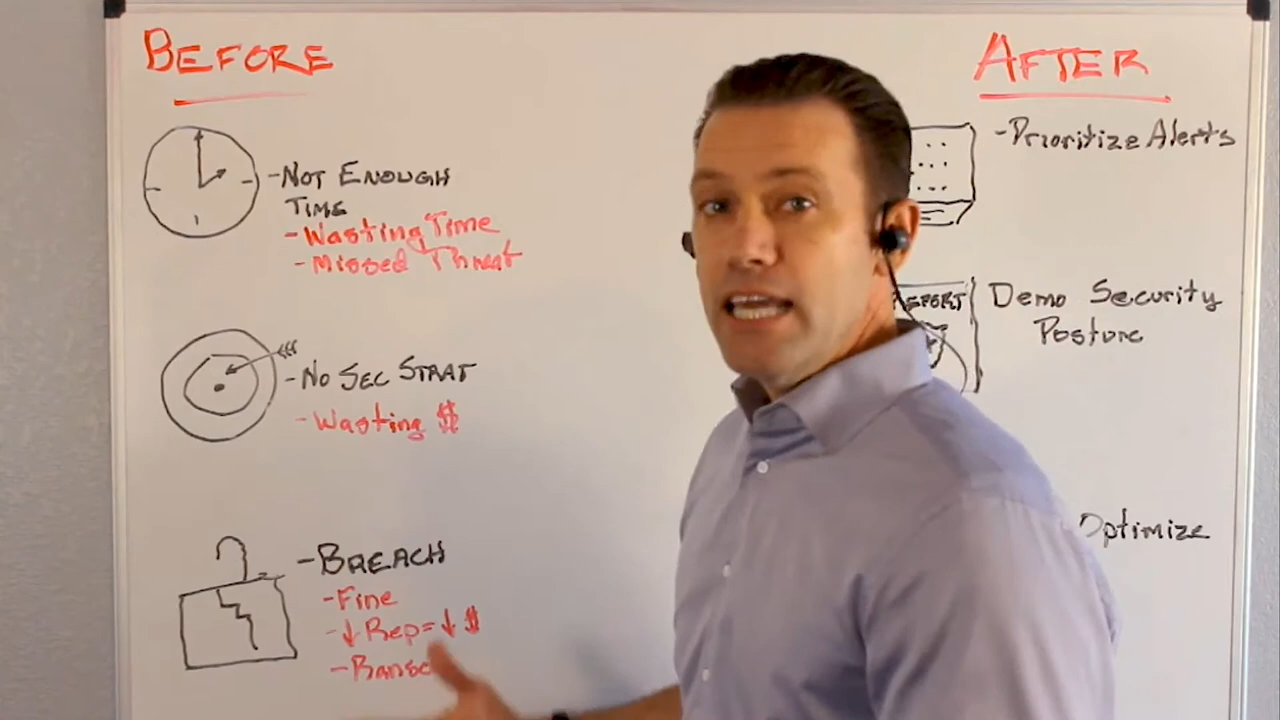 BEFORE
- NOT ENOUGH
TIME
- Wasting Time
- Missed Threat
- NO SEC STRAT
- Wasting $
- BREACH
- Fine
- ↓ Rep = ↓ $
AFTER
- Prioritize Alerts
Demo Security
Posture
Optimize